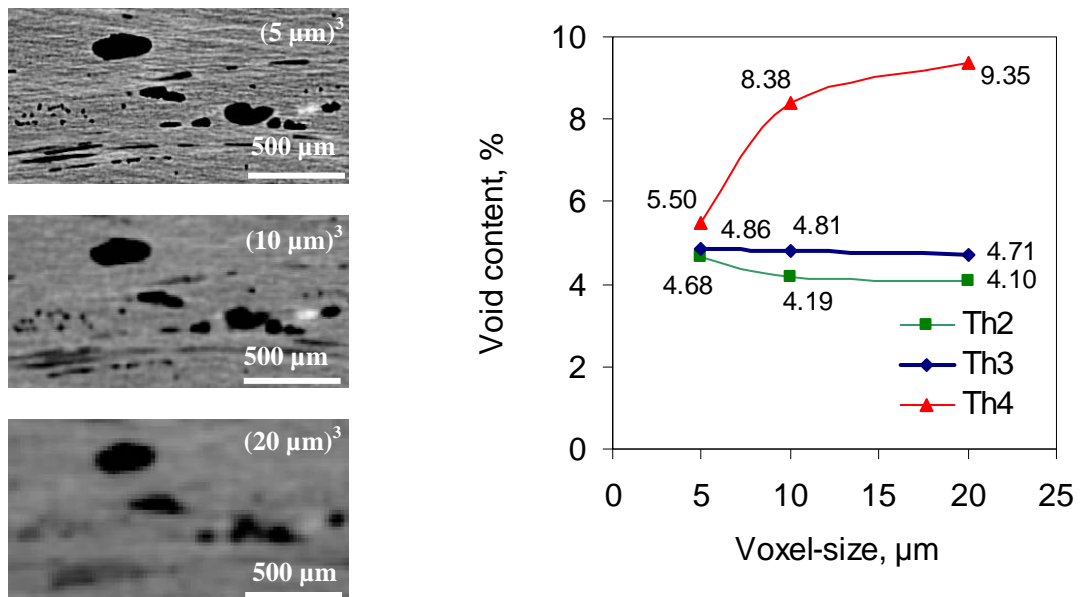 (5 µm)³
500 µm
(10 µm)³
500 µm
(20 µm)³
500 µm
Void content, %
10
8
6
4
2
0
8.38
9.35
5.50
4.86
4.81
4.71
4.68
4.19
4.10
Th2
Th3
Th4
0 5 10 15 20 25
Voxel-size, µm